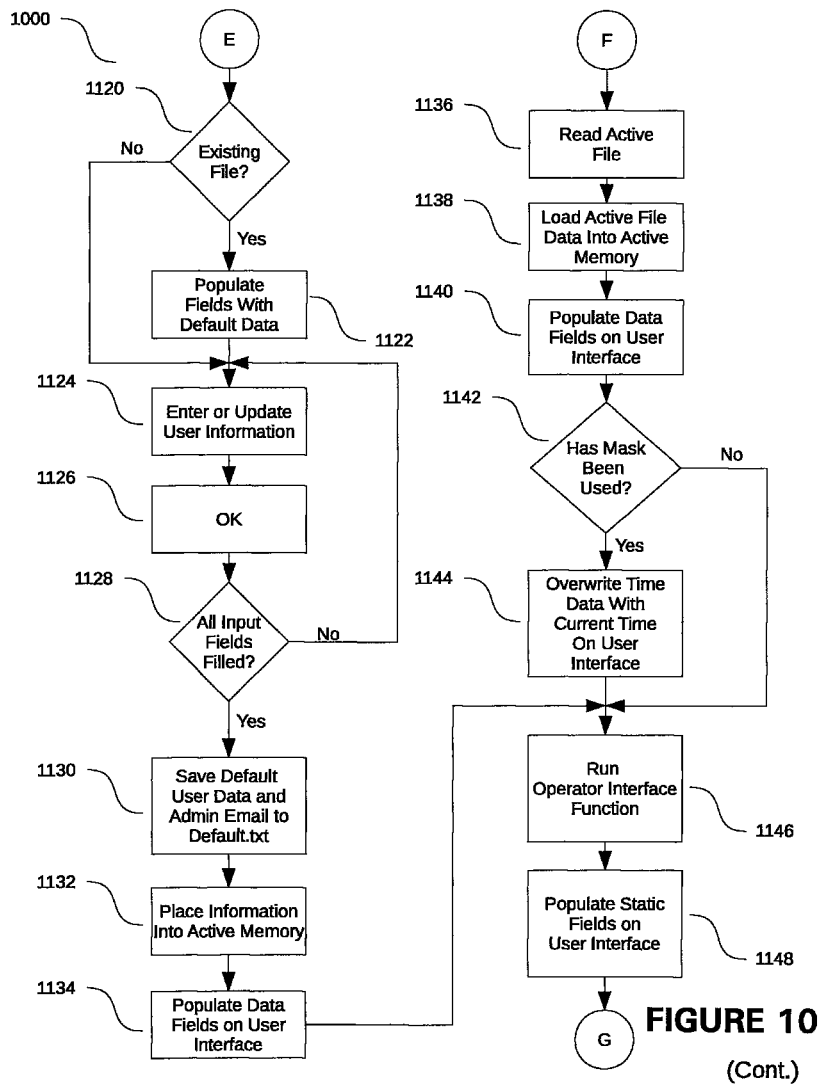 1000
E
1120
Existing
File?
No
Yes
Populate
Fields With
Default Data
1122
1124
Enter or Update
User Information
1126
OK
1128
All Input
Fields
Filled?
No
Yes
1130
Save Default
User Data and
Admin Email to
Default.txt
1132
Place Information
Into Active Memory
1134
Populate Data
Fields on User
Interface
F
1136
Read Active
File
1138
Load Active File
Data Into Active
Memory
1140
Populate Data
Fields on User
Interface
1142
Has Mask
Been
Used?
No
Yes
1144
Overwrite Time
Data With
Current Time
On User
Interface
Run
Operator Interface
Function
1146
Populate Static
Fields on
User Interface
1148
G
FIGURE 10
(Cont.)